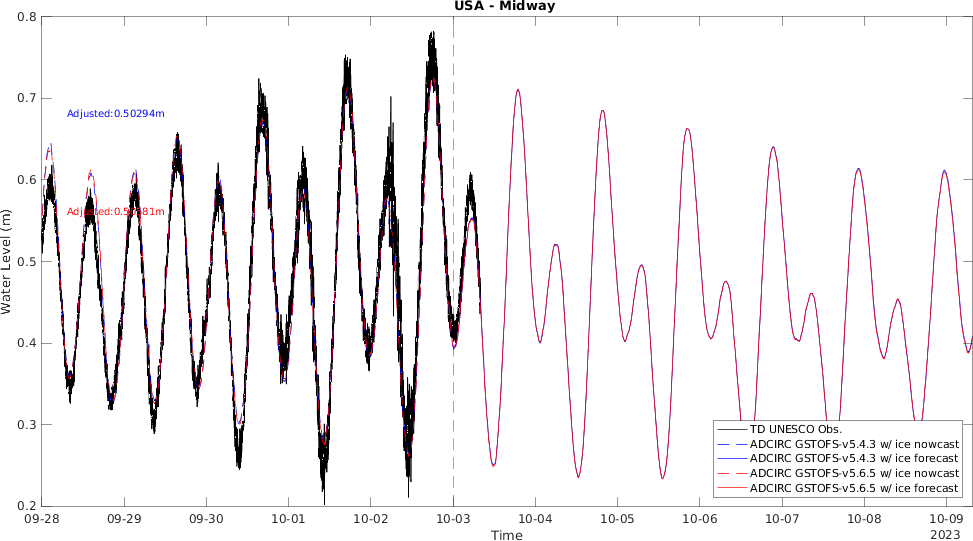 USA - Midway
0.8
0.7
0.6
0.5
0.4
0.3
0.2
Water Level (m)
Adjusted:0.50294m
TD UNESCO Obs.
ADCIRC GSTOFS-v5.4.3 w/ ice nowcast
ADCIRC GSTOFS-v5.4.3 w/ ice forecast
ADCIRC GSTOFS-v5.6.5 w/ ice nowcast
ADCIRC GSTOFS-v5.6.5 w/ ice forecast
09-28 09-29 09-30 10-01 10-02 10-03 10-04 10-05 10-06 10-07 10-08 10-09
2023
Time